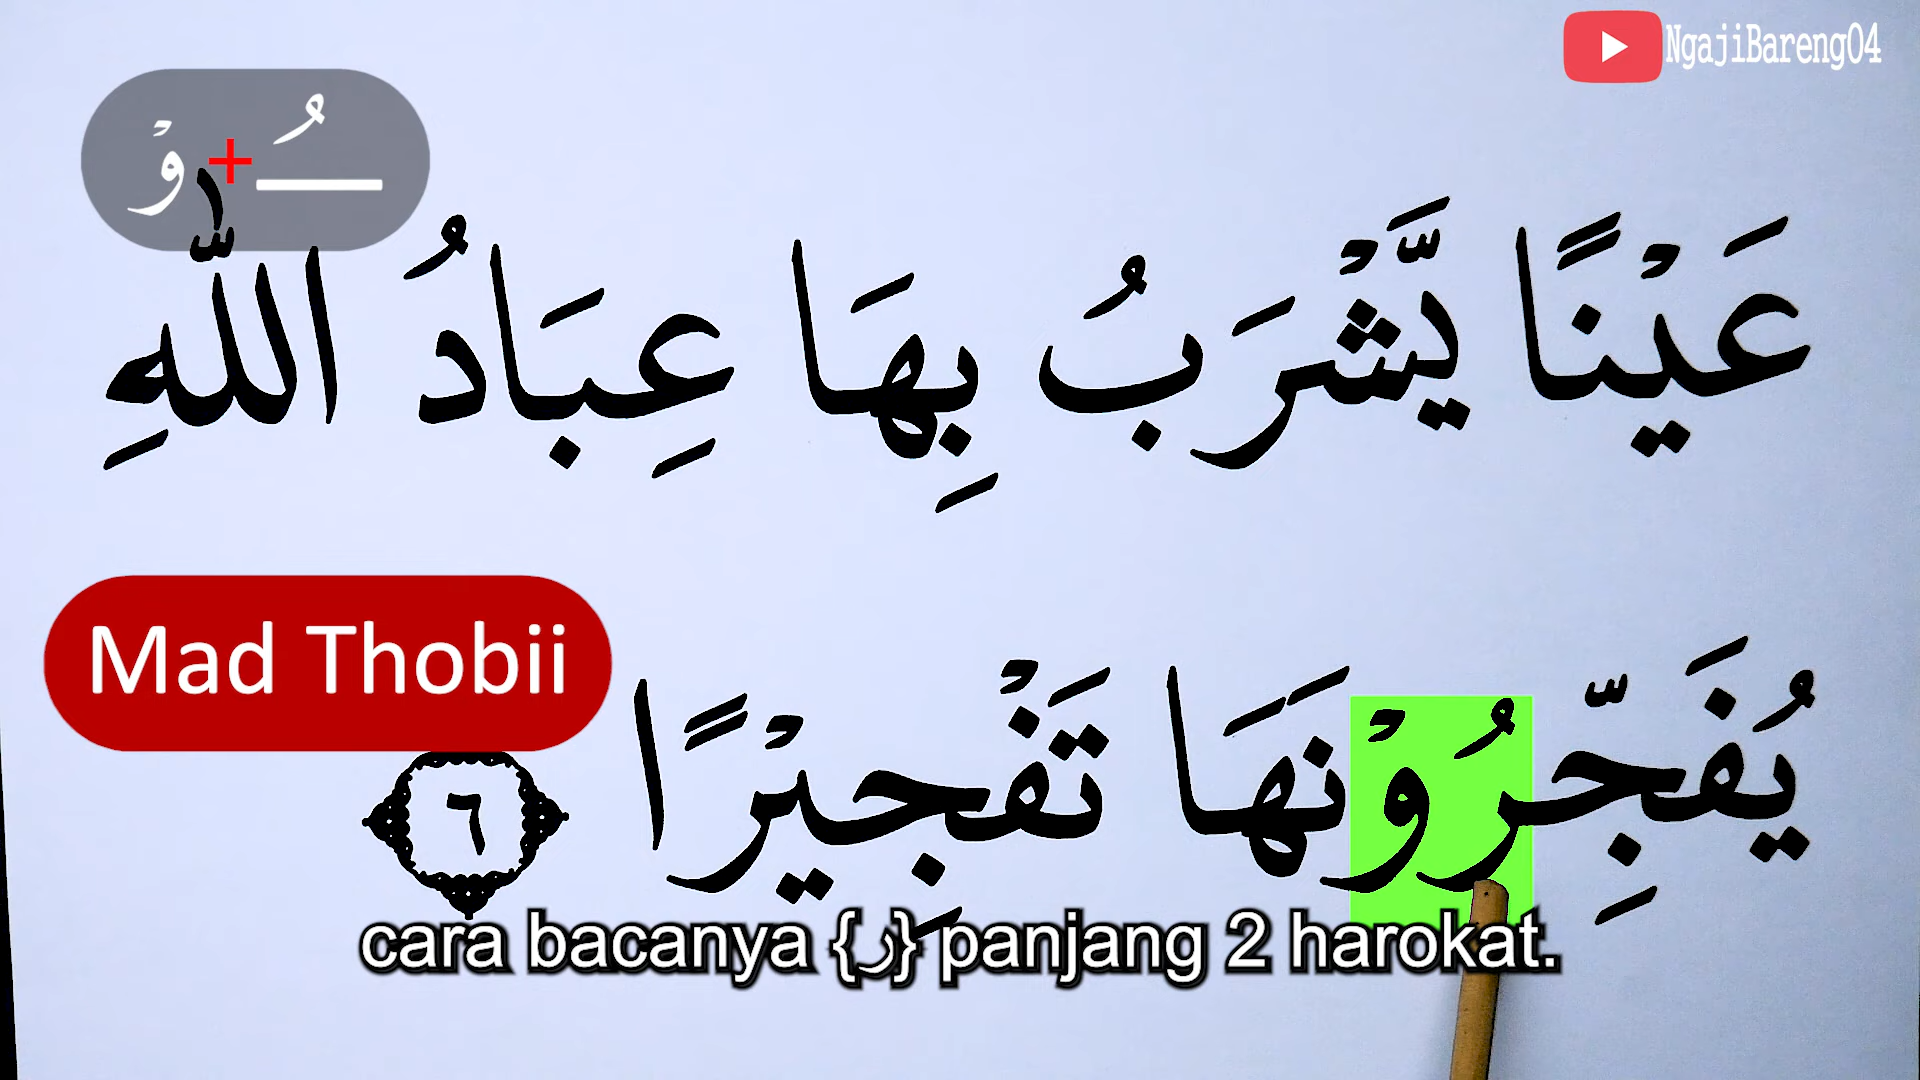 NgajiBareng04
ـُ + وْ
عَيْنًا يَّشْرَبُ بِهَا عِبَادُ اللّٰهِ
Mad Thobii
يُفَجِّرُوْنَهَا تَفْجِيْرًا ٦
cara bacanya {ر} panjang 2 harokat.